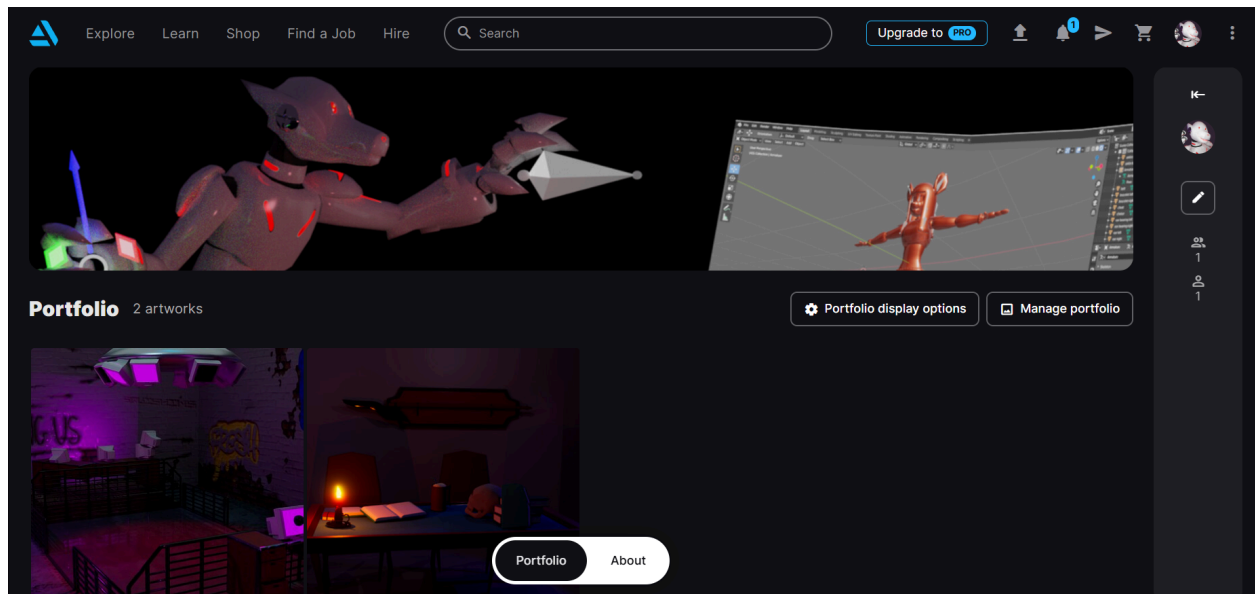 Explore Learn Shop Find a Job Hire Search Upgrade to PRO 1
Portfolio 2 artworks Portfolio display options Manage portfolio
1
1
G US
Portfolio About